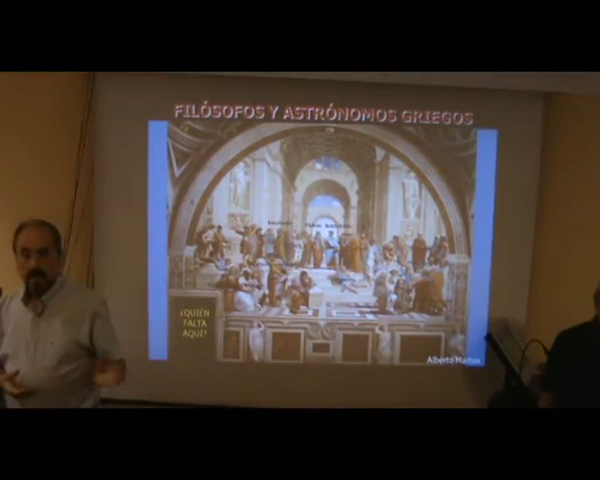 FILÓSOFOS Y ASTRÓNOMOS GRIEGOS
¿QUIÉN
FALTA
AQUÍ?
Alberto Martos